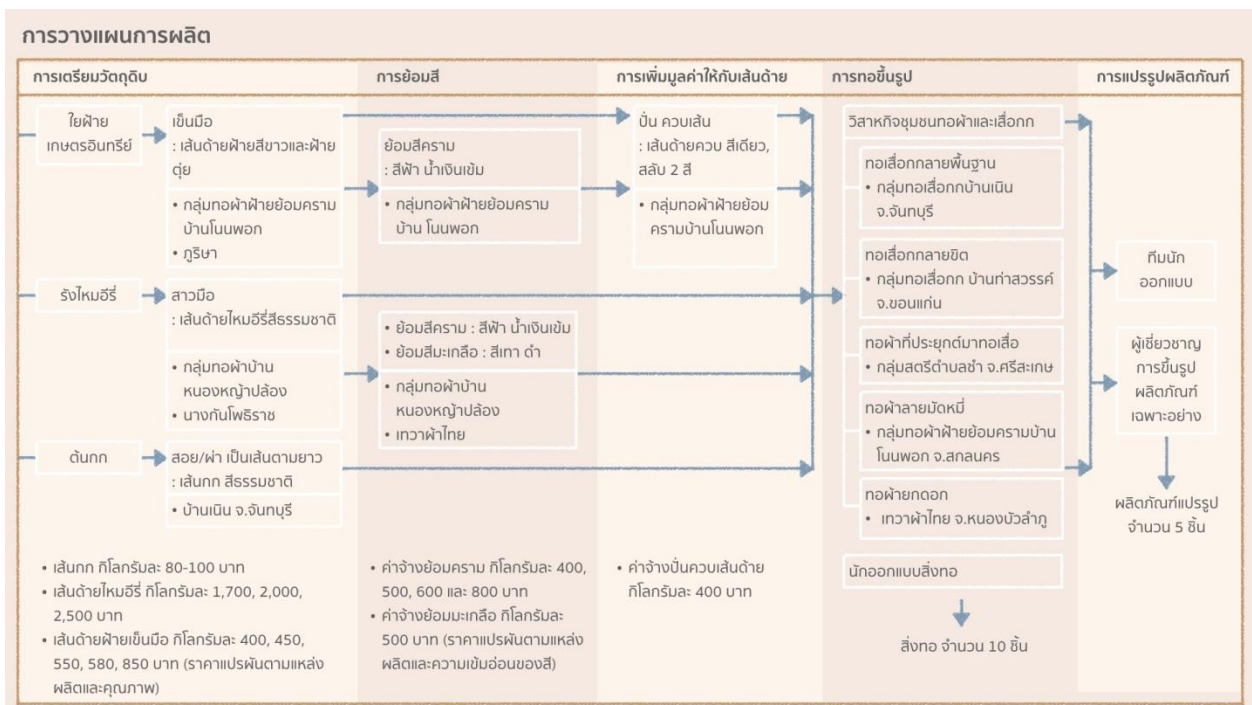 การวางแผนการผลิต
การเตรียมวัตถุดิบ
ใยฝ้าย
เกษตรอินทรีย์
เข็นมือ
: เส้นด้ายฝ้ายสีขาวและฝ้าย
ตุ่ย
• กลุ่มทอผ้าฝ้ายย้อมคราม
บ้านโนนพอก
• ภูริษา
รังไหมอีรี่
สาวมือ
: เส้นด้ายไหมอีรี่สีธรรมชาติ
• กลุ่มทอผ้าบ้าน
หนองหญ้าปล้อง
• นางกันโพธิราช
ต้นกก
สอย/ผ่า เป็นเส้นตามยาว
: เส้นกก สีธรรมชาติ
• บ้านเนิน จ.จันทบุรี
• เส้นกก กิโลกรัมละ 80-100 บาท
• เส้นด้ายไหมอีรี่ กิโลกรัมละ 1,700, 2,000,
2,500 บาท
• เส้นด้ายฝ้ายเข็นมือ กิโลกรัมละ 400, 450,
550, 580, 850 บาท (ราคาแปรผันตามแหล่ง
ผลิตและคุณภาพ)
การย้อมสี
ย้อมสีคราม
: สีฟ้า น้ำเงินเข้ม
• กลุ่มทอผ้าฝ้ายย้อมคราม
บ้าน โนนพอก
• ย้อมสีคราม : สีฟ้า น้ำเงินเข้ม
• ย้อมสีมะเกลือ : สีเทา ดำ
• กลุ่มทอผ้าบ้าน
หนองหญ้าปล้อง
• เทวาผ้าไทย
• ค่าจ้างย้อมคราม กิโลกรัมละ 400,
500, 600 และ 800 บาท
• ค่าจ้างย้อมมะเกลือ กิโลกรัมละ
500 บาท (ราคาแปรผันตามแหล่ง
ผลิตและความเข้มอ่อนของสี)
การเพิ่มมูลค่าให้กับเส้นด้าย
ปั่น ควบเส้น
: เส้นด้ายควบ สีเดียว,
สลับ 2 สี
• กลุ่มทอผ้าฝ้ายย้อม
ครามบ้านโนนพอก
• ค่าจ้างปั่นควบเส้นด้าย
กิโลกรัมละ 400 บาท
การทอขึ้นรูป
วิสาหกิจชุมชนทอผ้าและเสื่อกก
ทอเสื่อกกลายพื้นฐาน
• กลุ่มทอเสื่อกกบ้านเนิน
จ.จันทบุรี
ทอเสื่อกกลายขิด
• กลุ่มทอเสื่อกก บ้านท่าสวรรค์
จ.ขอนแก่น
ทอผ้าที่ประยุกต์มาทอเสื่อ
• กลุ่มสตรีตำบลซำ จ.ศรีสะเกษ
ทอผ้าลายมัดหมี่
• กลุ่มทอผ้าฝ้ายย้อมครามบ้าน
โนนพอก จ.สกลนคร
ทอผ้ายกดอก
• เทวาผ้าไทย จ.หนองบัวลำภู
นักออกแบบสิ่งทอ
สิ่งทอ จำนวน 10 ชิ้น
การแปรรูปผลิตภัณฑ์
ทีมนัก
ออกแบบ
ผู้เชี่ยวชาญ
การขึ้นรูป
ผลิตภัณฑ์
เฉพาะอย่าง
ผลิตภัณฑ์แปรรูป
จำนวน 5 ชิ้น